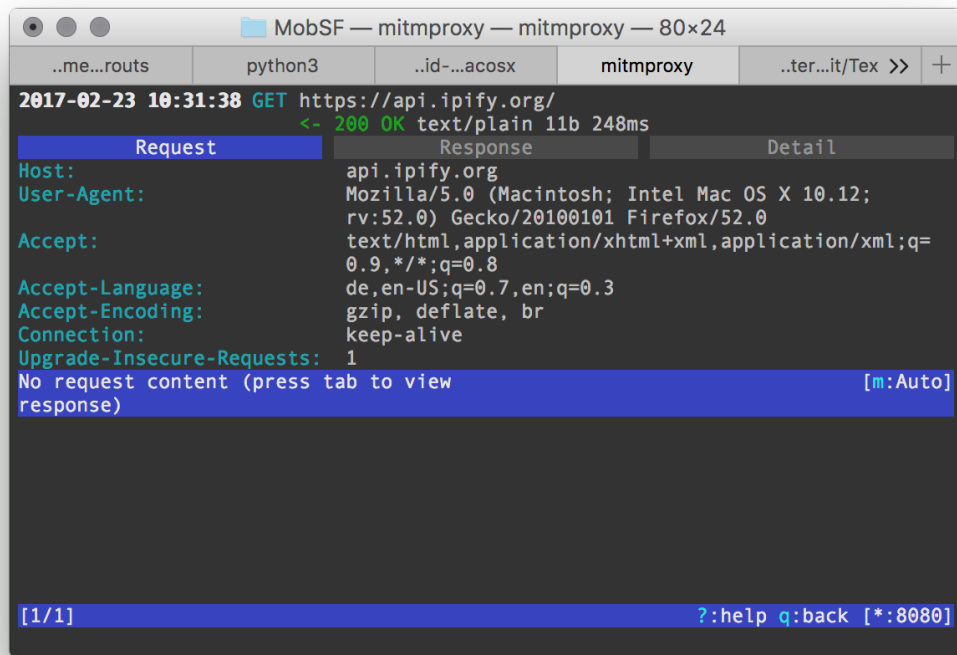 MobSF — mitmproxy — mitmproxy — 80×24
..me...routs python3 ..id-...acosx mitmproxy ..ter...it/Tex >> +
2017-02-23 10:31:38 GET https://api.ipify.org/
<- 200 OK text/plain 11b 248ms
Request Response Detail
Host: api.ipify.org
User-Agent: Mozilla/5.0 (Macintosh; Intel Mac OS X 10.12;
rv:52.0) Gecko/20100101 Firefox/52.0
Accept: text/html,application/xhtml+xml,application/xml;q=
0.9,*/*;q=0.8
Accept-Language: de,en-US;q=0.7,en;q=0.3
Accept-Encoding: gzip, deflate, br
Connection: keep-alive
Upgrade-Insecure-Requests: 1
No request content (press tab to view [m:Auto]
response)
[1/1] ?:help q:back [*:8080]